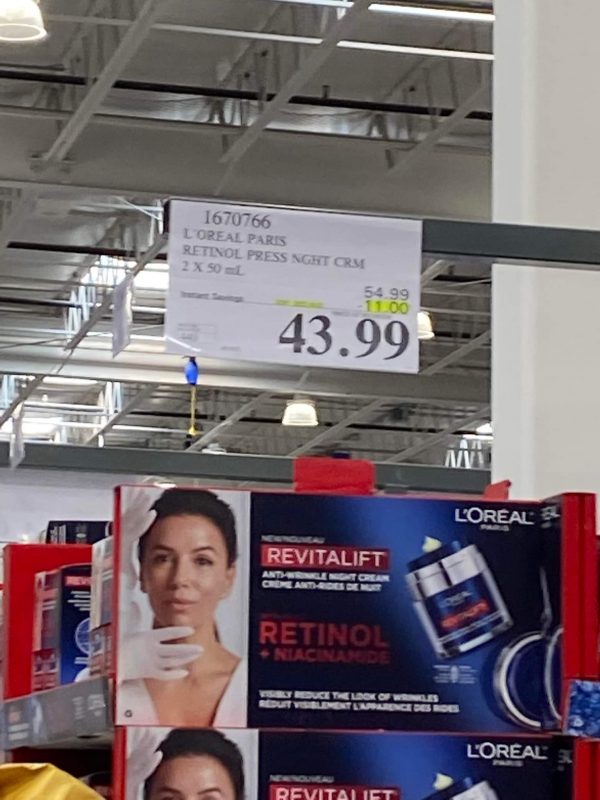 1670766
L'OREAL PARIS
RETINOL PRESS NGHT CRM
2 X 50 mL
54.99
Instant Savings
-11.00
43.99
L'ORÉAL
PARIS
NEW/NOUVEAU
REVITALIFT
ANTI-WRINKLE NIGHT CREAM
CRÈME ANTI-RIDES DE NUIT
RETINOL
+ NIACINAMIDE
VISIBLY REDUCE THE LOOK OF WRINKLES
RÉDUIT VISIBLEMENT L'APPARENCE DES RIDES
L'ORÉAL
PARIS
NEW/NOUVEAU
REVITALIFT